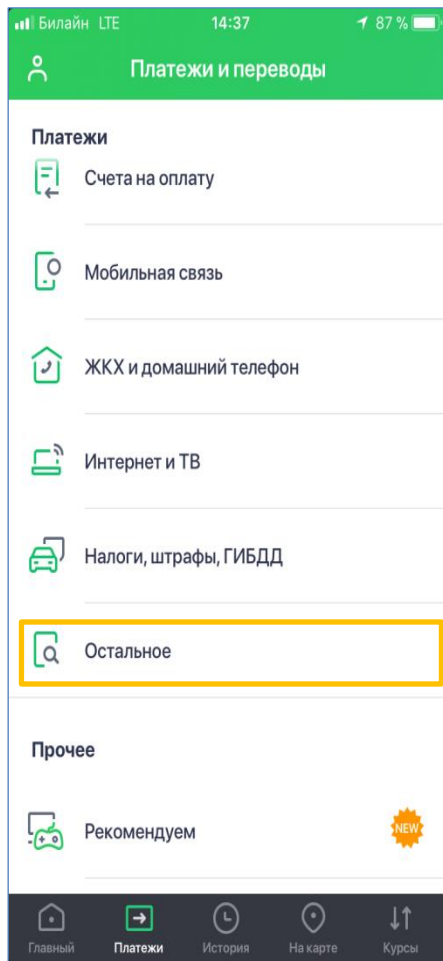 Билайн LTE 14:37 87 %
Платежи и переводы
Платежи
Счета на оплату
Мобильная связь
ЖКХ и домашний телефон
Интернет и ТВ
Налоги, штрафы, ГИБДД
Остальное
Прочее
Рекомендуем NEW
Главный Платежи История На карте Курсы